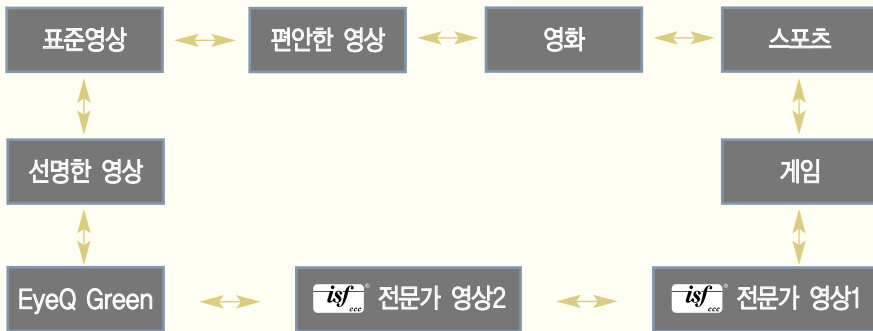 표준영상 편안한 영상 영화 스포츠
선명한 영상 게임
EyeQ Green isf ccc ® 전문가 영상2 isf ccc ® 전문가 영상1